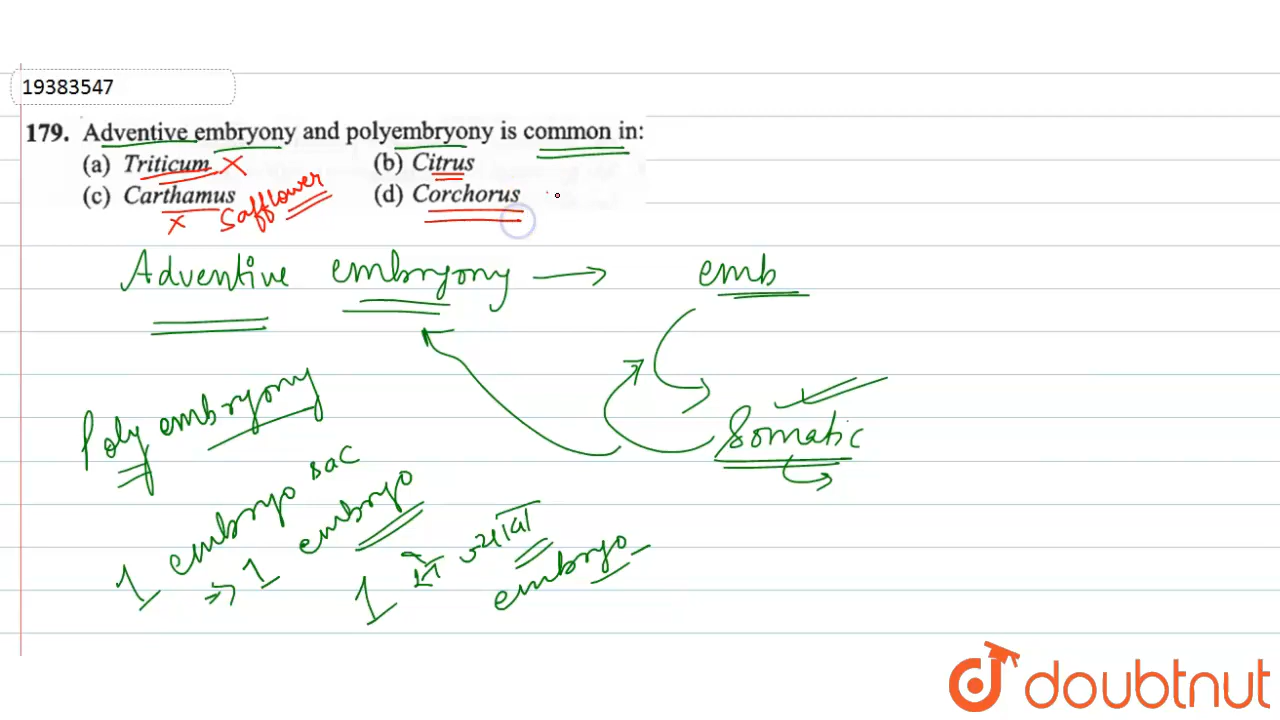 19383547
179. Adventive embryony and polyembryony is common in:
(a) Triticum X (b) Citrus
(c) Carthamus (d) Corchorus
x Safflower
Adventive embryony → emb
Somatic
Poly embryony
1 embryo sac
⇒ 1 embryo
1
embryo
doubtnut